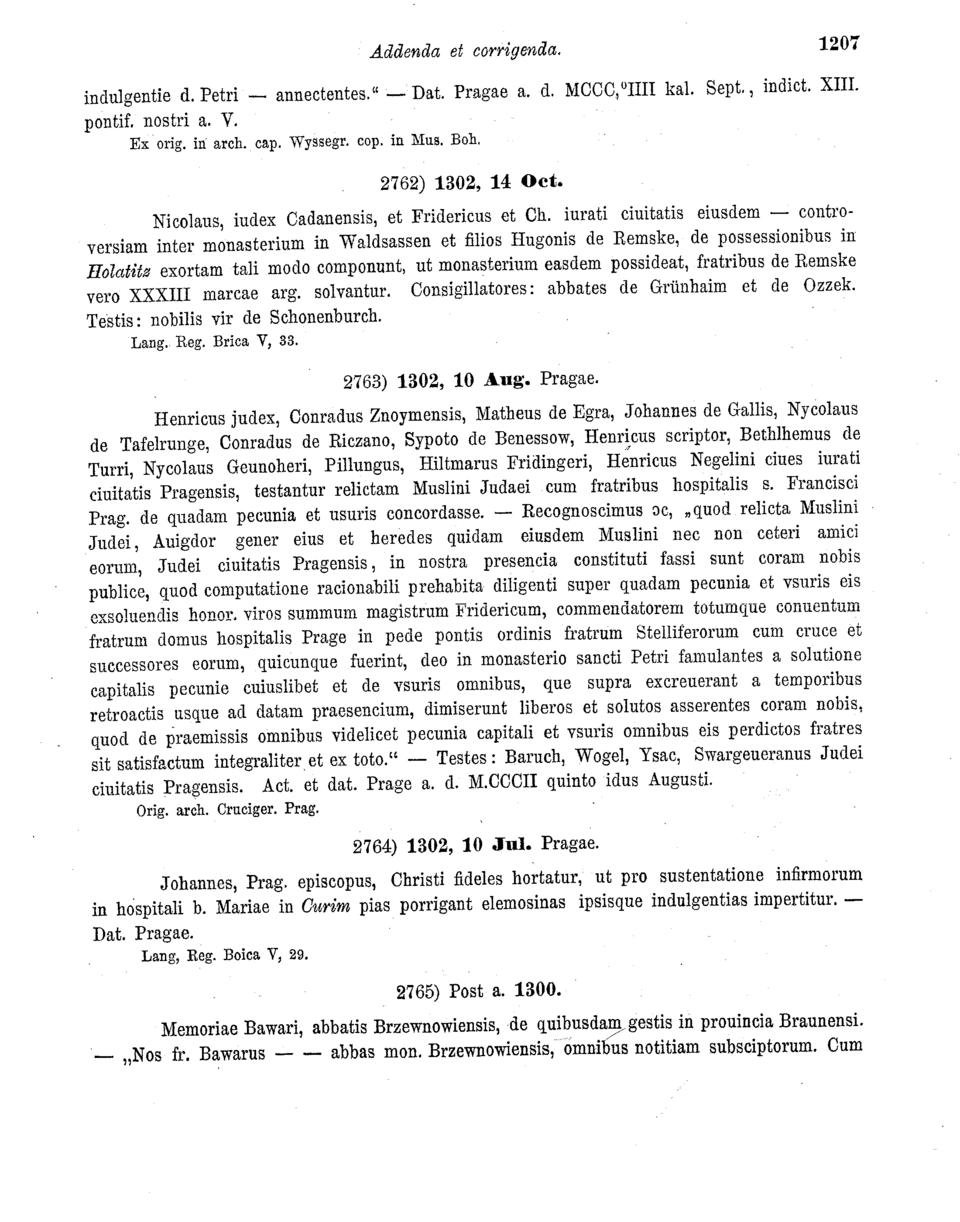 Addenda et corrigenda.
1207
indulgentie d. Petri — annectentes.“ — Dat. Pragae a. d. MCCC,⁰IIII kal. Sept., indict. XIII.
pontif. nostri a. V.
Ex orig. in arch. cap. Wyssegr. cop. in Mus. Boh.
2762) 1302, 14 Oct.
Nicolaus, iudex Cadanensis, et Fridericus et Ch. iurati ciuitatis eiusdem — contro-
versiam inter monasterium in Waldsassen et filios Hugonis de Remske, de possessionibus in
Holatitz exortam tali modo componunt, ut monasterium easdem possideat, fratribus de Remske
vero XXXIII marcae arg. solvantur. Consigillatores: abbates de Grünhaim et de Ozzek.
Testis: nobilis vir de Schonenburch.
Lang. Reg. Brica V, 33.
2763) 1302, 10 Aug. Pragae.
Henricus judex, Conradus Znoymensis, Matheus de Egra, Johannes de Gallis, Nycolaus
de Tafelrunge, Conradus de Riczano, Sypoto de Benessow, Henricus scriptor, Bethlhemus de
Turri, Nycolaus Geunoheri, Pillungus, Hiltmarus Fridingeri, Henricus Negelini ciues iurati
ciuitatis Pragensis, testantur relictam Muslini Judaei cum fratribus hospitalis s. Francisci
Prag. de quadam pecunia et usuris concordasse. — Recognoscimus ɔc, „quod relicta Muslini
Judei, Auigdor gener eius et heredes quidam eiusdem Muslini nec non ceteri amici
eorum, Judei ciuitatis Pragensis, in nostra presencia constituti fassi sunt coram nobis
publice, quod computatione racionabili prehabita diligenti super quadam pecunia et vsuris eis
exsoluendis honor. viros summum magistrum Fridericum, commendatorem totumque conuentum
fratrum domus hospitalis Prage in pede pontis ordinis fratrum Stelliferorum cum cruce et
successores eorum, quicunque fuerint, deo in monasterio sancti Petri famulantes a solutione
capitalis pecunie cuiuslibet et de vsuris omnibus, que supra excreuerant a temporibus
retroactis usque ad datam praesencium, dimiserunt liberos et solutos asserentes coram nobis,
quod de praemissis omnibus videlicet pecunia capitali et vsuris omnibus eis perdictos fratres
sit satisfactum integraliter et ex toto.“ — Testes: Baruch, Wogel, Ysac, Swargeueranus Judei
ciuitatis Pragensis. Act. et dat. Prage a. d. M.CCCII quinto idus Augusti.
Orig. arch. Cruciger. Prag.
2764) 1302, 10 Jul. Pragae.
Johannes, Prag. episcopus, Christi fideles hortatur, ut pro sustentatione infirmorum
in hospitali b. Mariae in Curim pias porrigant elemosinas ipsisque indulgentias impertitur. —
Dat. Pragae.
Lang, Reg. Boica V, 29.
2765) Post a. 1300.
Memoriae Bawari, abbatis Brzewnowiensis, de quibusdam gestis in prouincia Braunensi.
— „Nos fr. Bawarus — — abbas mon. Brzewnowiensis, omnibus notitiam subsciptorum. Cum